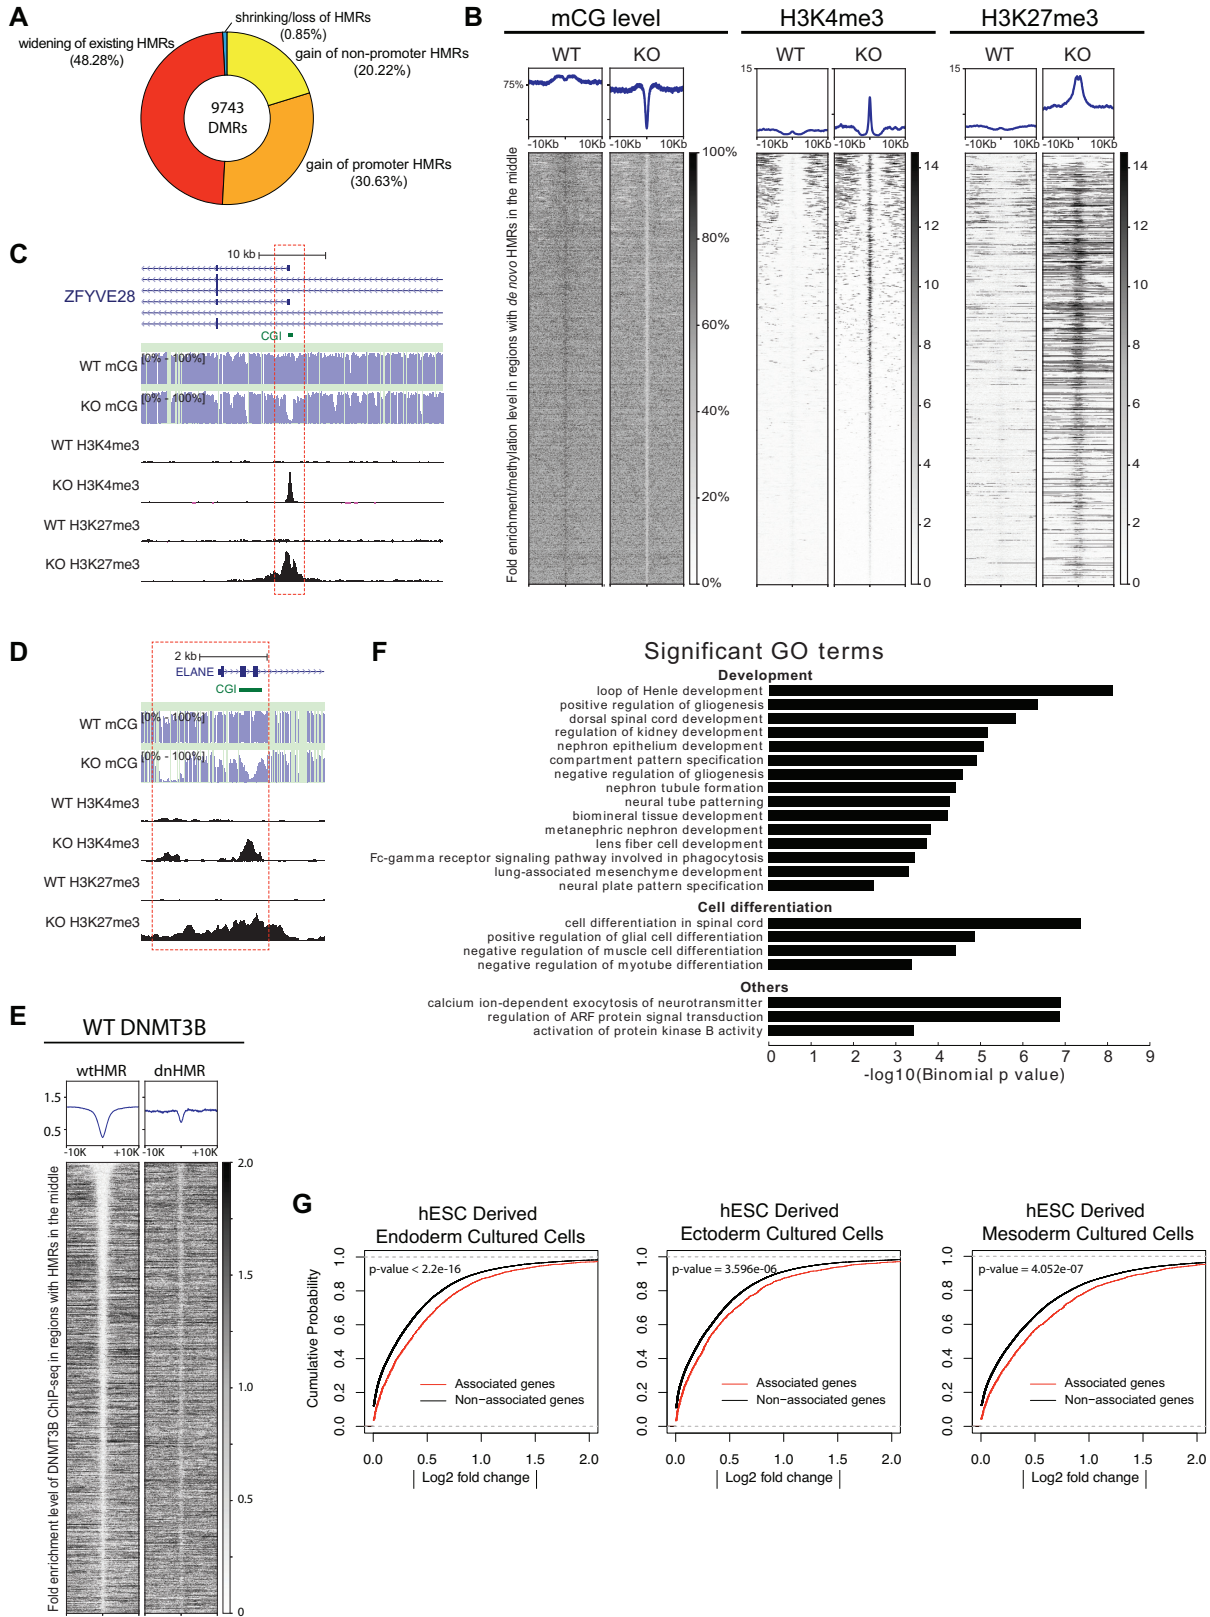 A
shrinking/loss of HMRs
(0.85%)
widening of existing HMRs
(48.28%)
gain of non-promoter HMRs
(20.22%)
9743
DMRs
gain of promoter HMRs
(30.63%)
B
mCG level
H3K4me3
H3K27me3
WT
KO
WT
KO
WT
KO
75%
15
15
-10Kb
10Kb
-10Kb
10Kb
-10Kb
10Kb
-10Kb
10Kb
-10Kb
10Kb
-10Kb
10Kb
Fold enrichment/methylation level in regions with de novo HMRs in the middle
100%
80%
60%
40%
20%
0%
14
12
10
8
6
4
2
0
14
12
10
8
6
4
2
0
C
10 kb
ZFYVE28
CGI
[0% - 100%]
WT mCG
[0% - 100%]
KO mCG
WT H3K4me3
KO H3K4me3
WT H3K27me3
KO H3K27me3
D
2 kb
ELANE
CGI
[0% - 100%]
WT mCG
[0% - 100%]
KO mCG
WT H3K4me3
KO H3K4me3
WT H3K27me3
KO H3K27me3
F
Significant GO terms
Development
loop of Henle development
positive regulation of gliogenesis
dorsal spinal cord development
regulation of kidney development
nephron epithelium development
compartment pattern specification
negative regulation of gliogenesis
nephron tubule formation
neural tube patterning
biomineral tissue development
metanephric nephron development
lens fiber cell development
Fc-gamma receptor signaling pathway involved in phagocytosis
lung-associated mesenchyme development
neural plate pattern specification
Cell differentiation
cell differentiation in spinal cord
positive regulation of glial cell differentiation
negative regulation of muscle cell differentiation
negative regulation of myotube differentiation
Others
calcium ion-dependent exocytosis of neurotransmitter
regulation of ARF protein signal transduction
activation of protein kinase B activity
0 1 2 3 4 5 6 7 8 9
-log10(Binomial p value)
E
WT DNMT3B
wtHMR
dnHMR
1.5
0.5
-10K
+10K
-10K
+10K
Fold enrichment level of DNMT3B ChIP-seq in regions with HMRs in the middle
2.0
1.5
1.0
0.5
0
G
hESC Derived
Endoderm Cultured Cells
p-value < 2.2e-16
Cumulative Probability
1.0
0.8
0.6
0.4
0.2
0.0
Associated genes
Non-associated genes
0.0 0.5 1.0 1.5 2.0
| Log2 fold change |
hESC Derived
Ectoderm Cultured Cells
p-value = 3.596e-06
1.0
0.8
0.6
0.4
0.2
0.0
Associated genes
Non-associated genes
0.0 0.5 1.0 1.5 2.0
| Log2 fold change |
hESC Derived
Mesoderm Cultured Cells
p-value = 4.052e-07
1.0
0.8
0.6
0.4
0.2
0.0
Associated genes
Non-associated genes
0.0 0.5 1.0 1.5 2.0
| Log2 fold change |